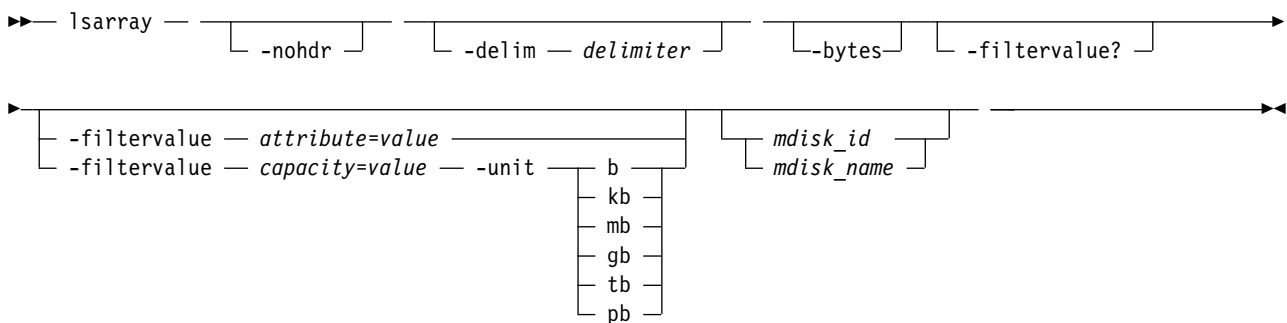 lsarray -nohdr -delim delimiter -bytes -filtervalue?
-filtervalue attribute=value mdisk_id
-filtervalue capacity=value -unit b mdisk_name
kb
mb
gb
tb
pb